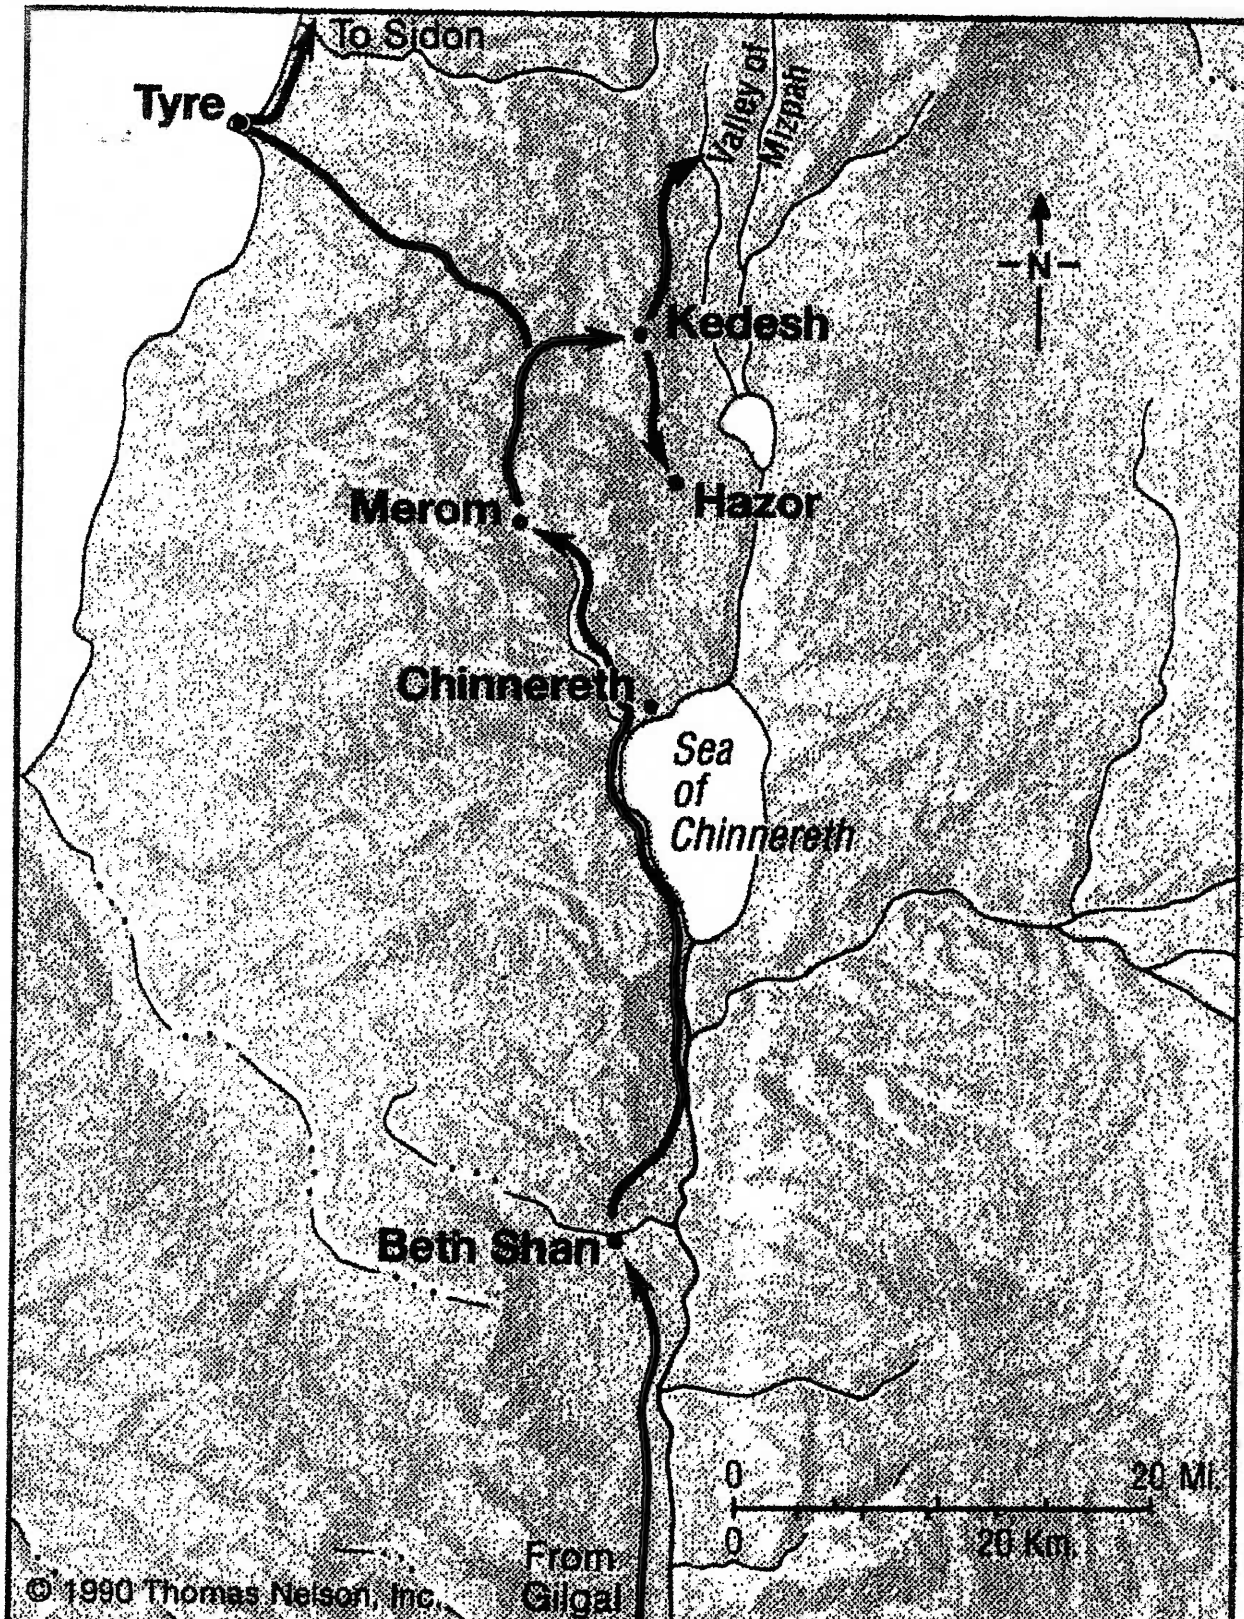 To Sidon
Tyre
Valley of
Mizpah
-N-
Kedesh
Merom
Hazor
Chinnereth
Sea
of
Chinnereth
Beth Shan
0 20 Mi.
0 20 Km.
From
Gilgal
© 1990 Thomas Nelson, Inc.